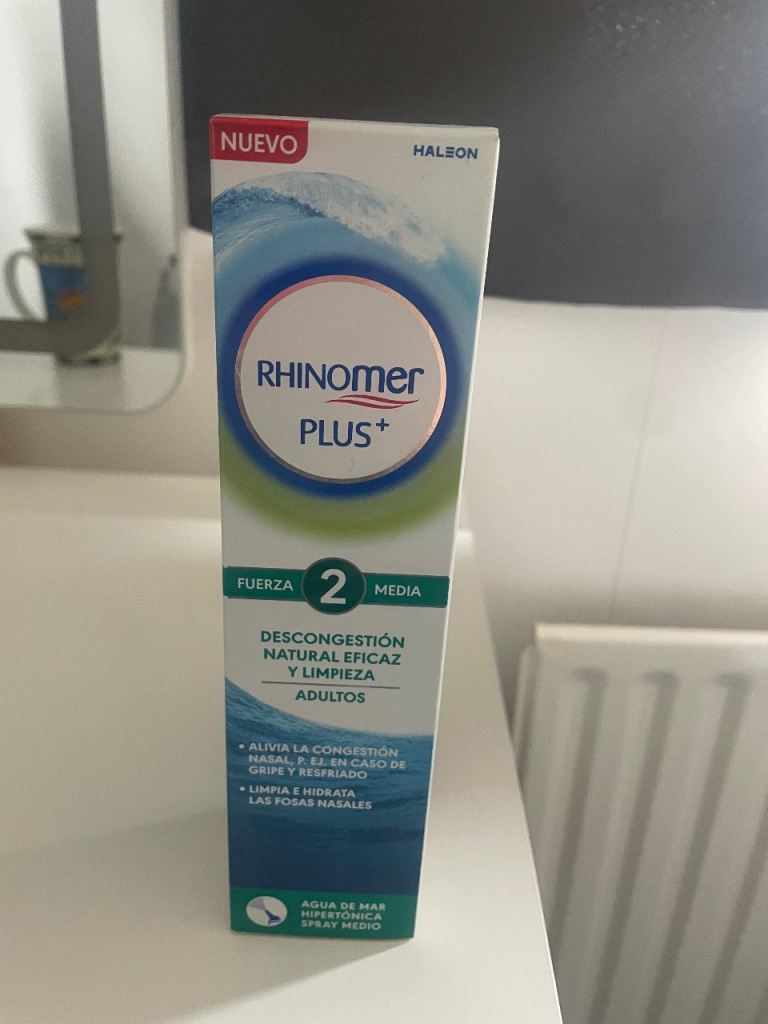 NUEVO
HALEON
RHINOMER
PLUS+
FUERZA 2 MEDIA
DESCONGESTIÓN
NATURAL EFICAZ
Y LIMPIEZA
ADULTOS
• ALIVIA LA CONGESTIÓN
NASAL, P. EJ. EN CASO DE
GRIPE Y RESFRIADO
• LIMPIA E HIDRATA
LAS FOSAS NASALES
AGUA DE MAR
HIPERTÓNICA
SPRAY MEDIO